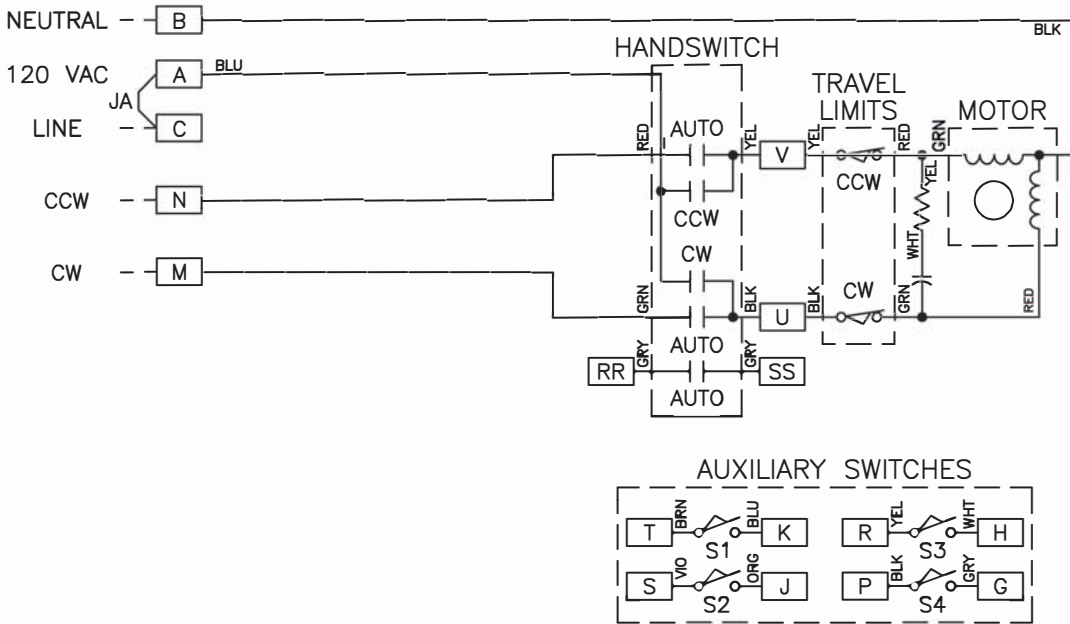 NEUTRAL B
BLK
HANDSWITCH
120 VAC A BLU
JA
TRAVEL
LIMITS
MOTOR
LINE C
AUTO
RED
YEL
V
YEL
RED
GRN
CCW
YEL
CCW N
CCW
CW
WHT
CW M
GRN
BLK
U
BLK
CW
GRN
RED
AUTO
RR
GRY
GRY
SS
AUTO
AUXILIARY SWITCHES
T BRN S1 BLU K
R YEL S3 WHT H
S VIO S2 ORG J
P BLK S4 GRY G